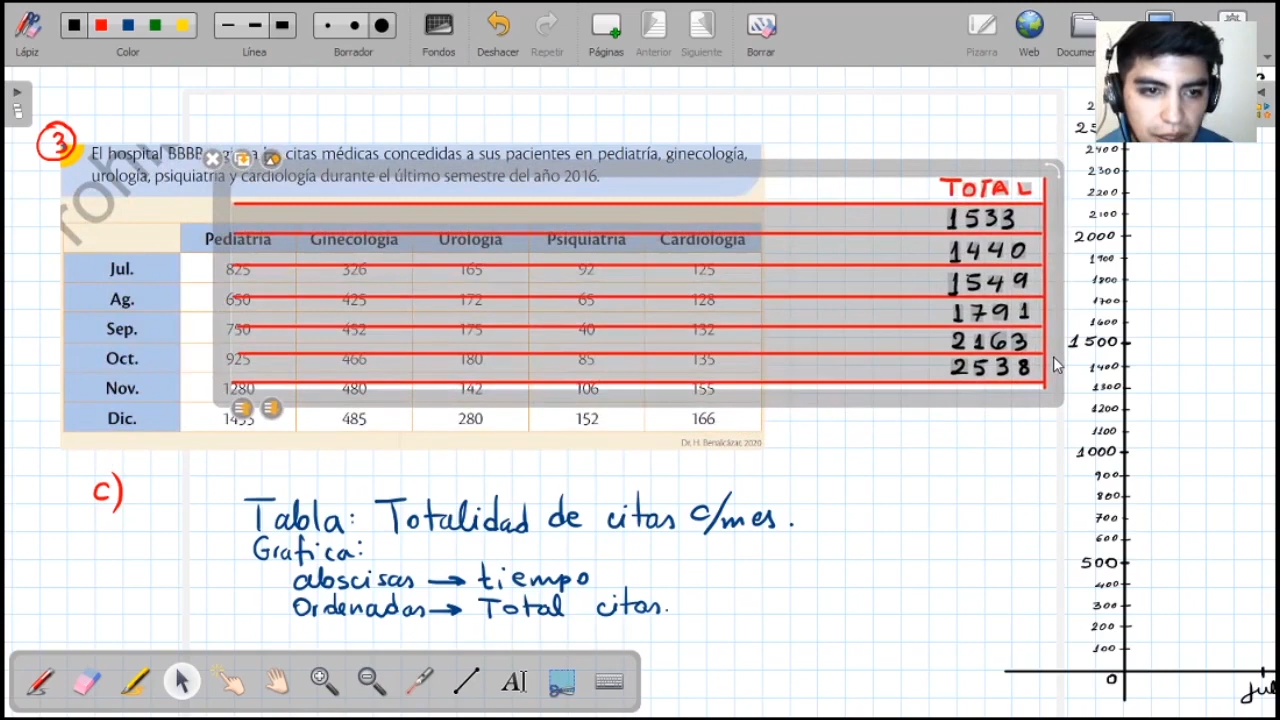 Lápiz Color Línea Borrador Fondos Deshacer Repetir Páginas Anterior Siguiente Borrar Pizarra Web
3
El hospital BBBB citas médicas concedidas a sus pacientes en pediatría, ginecología,
urología, psiquiatría y cardiología durante el último semestre del año 2016.
TOTAL
Pediatría Ginecología Urología Psiquiatría Cardiología 1533
Jul. 825 326 165 92 125 1440
Ag. 650 425 172 65 128 1549
Sep. 750 452 175 40 132 1791
Oct. 925 466 180 85 135 2163
Nov. 1280 480 142 106 155 2538
Dic. 1455 485 280 152 166
Dr. H. Benalcázar, 2020
c)
Tabla: Totalidad de citas c/mes.
Grafica:
abscisas → tiempo
Ordenadas → Total citas.
2400
2300
2200
2100
2000
1900
1800
1700
1600
1500
1400
1300
1200
1100
1000
900
800
700
600
500
400
300
200
100
0
jul